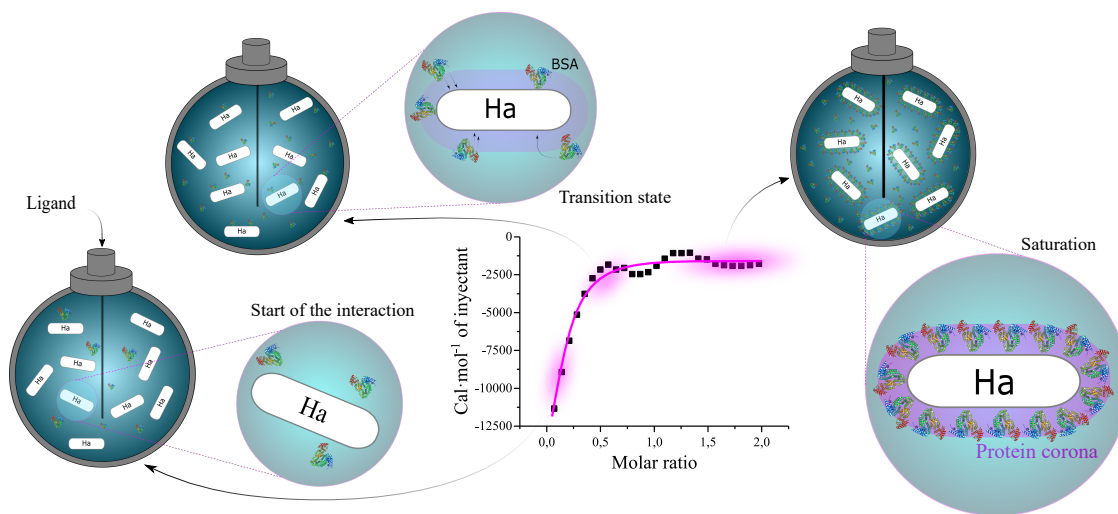 BSA
Ha
Ha
Ha
Ha
Ha
Ha
Ha
Ha
Ha
Transition state
Ha
Ha
Ha
Ha
Ha
Ha
Ha
Ha
Saturation
Ligand
Start of the interaction
Ha
Ha
Ha
Ha
Ha
Ha
Ha
Ha
Ha
Ha
Ha
Protein corona
0
-2500
-5000
-7500
-10000
-12500
Cal·mol⁻¹ of inyectant
0,0
0,5
1,0
1,5
2,0
Molar ratio